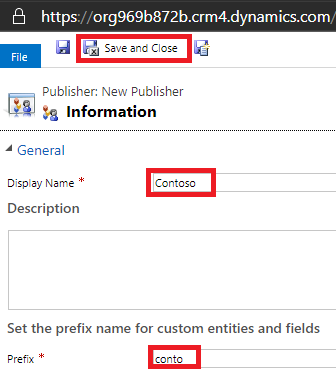 https://org969b872b.crm4.dynamics.com/
File
Save and Close
Publisher: New Publisher
Information
General
Display Name *
Contoso
Description
Set the prefix name for custom entities and fields
Prefix *
conto